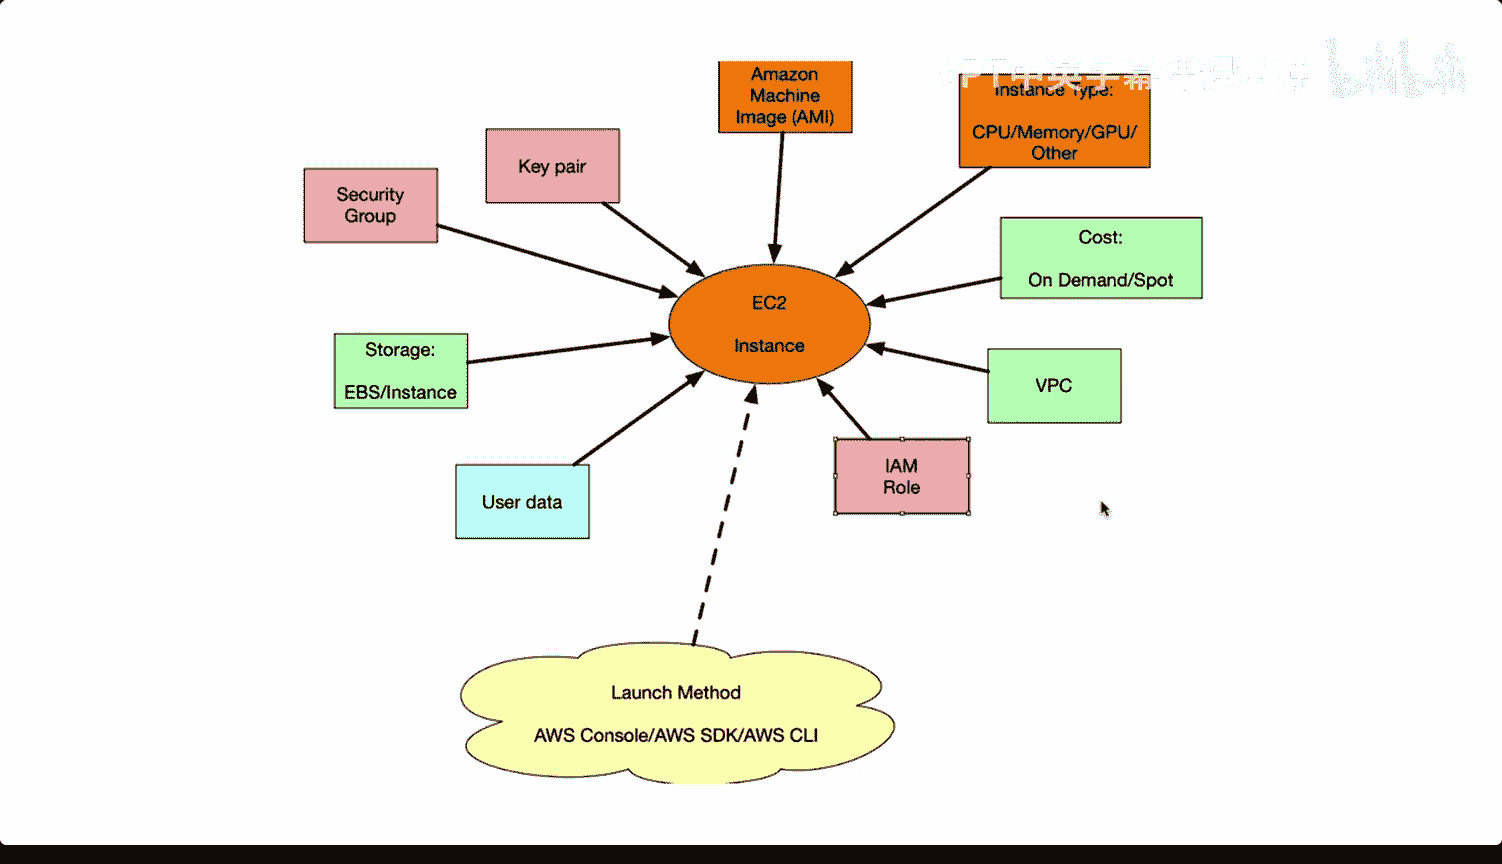 Amazon
Machine
Image (AMI)
Instance Type:
CPU/Memory/GPU/
Other
Key pair
Security
Group
Cost:
On Demand/Spot
EC2
Instance
Storage:
EBS/Instance
VPC
IAM
Role
User data
Launch Method
AWS Console/AWS SDK/AWS CLI